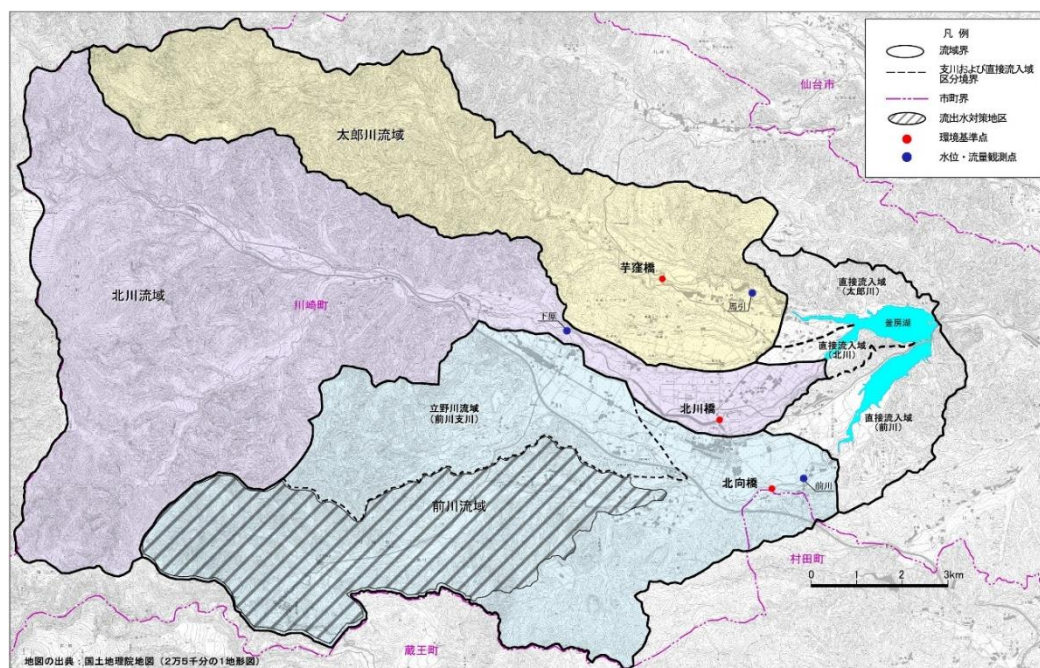 凡 例
流域界
支川および直接流入域
区分境界
市町界
流出水対策地区
環境基準点
水位・流量観測点
仙台市
太郎川流域
芋窪橋
馬引
直接流入域
(太郎川)
釜房湖
北川流域
川崎町
下原
直接流入域
(北川)
立野川流域
(前川支川)
北川橋
直接流入域
(前川)
前川流域
北向橋
前川
村田町
0 1 2 3km
蔵王町
地図の出典：国土地理院地図(2万5千分の1地形図)